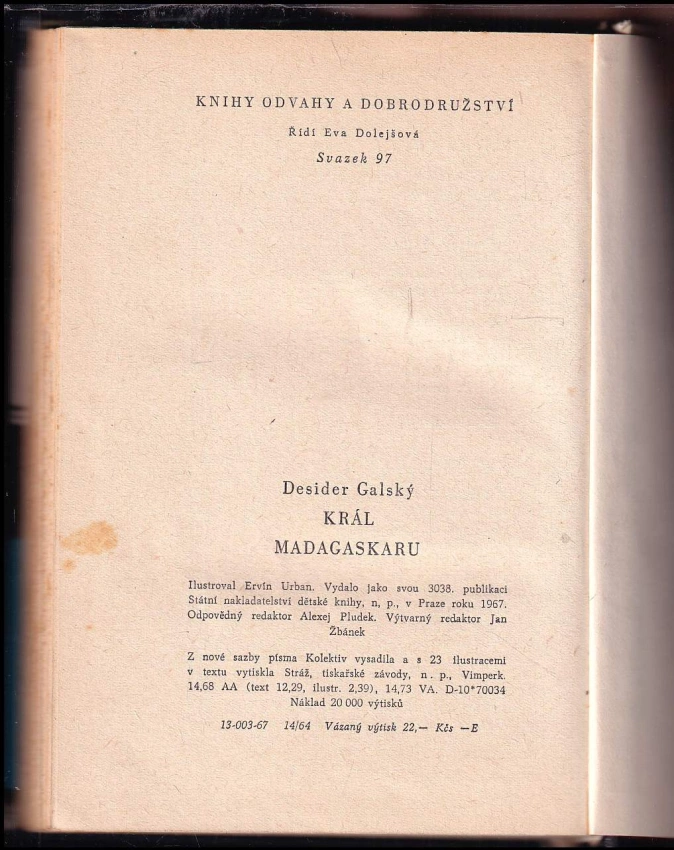 KNIHY ODVAHY A DOBRODRUŽSTVÍ
Řídí Eva Dolejšová
Svazek 97
Desider Galský
KRÁL
MADAGASKARU
Ilustroval Ervín Urban. Vydalo jako svou 3038. publikaci
Státní nakladatelství dětské knihy, n, p., v Praze roku 1967.
Odpovědný redaktor Alexej Pludek. Výtvarný redaktor Jan
Žbánek
Z nové sazby písma Kolektiv vysadila a s 23 ilustracemi
v textu vytiskla Stráž, tiskařské závody, n. p., Vimperk.
14,68 AA (text 12,29, ilustr. 2,39), 14,73 VA. D-10*70034
Náklad 20 000 výtisků
13-003-67 14/64 Vázaný výtisk 22,— Kčs —E